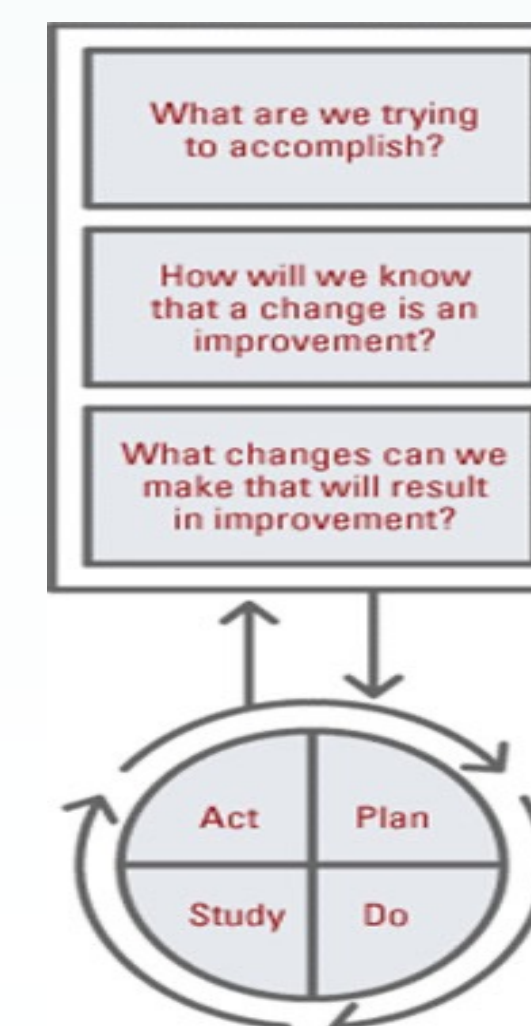 What are we trying
to accomplish?
How will we know
that a change is an
improvement?
What changes can we
make that will result
in improvement?
Act
Plan
Study
Do